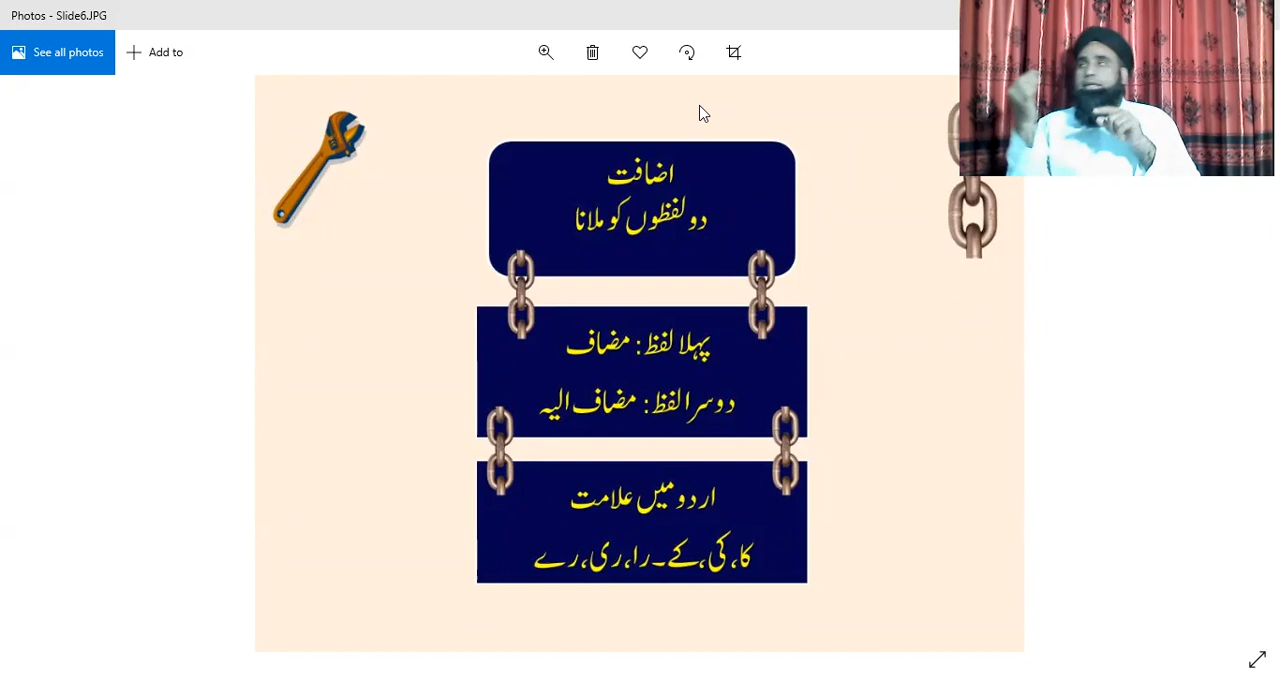 Photos - Slide6.JPG
See all photos
Add to
اضافت
دو لفظوں کو ملانا
پہلا لفظ: مضاف
دوسرا لفظ: مضاف الیہ
اردو میں علامت
کا، کی، کے۔ را، ری، رے